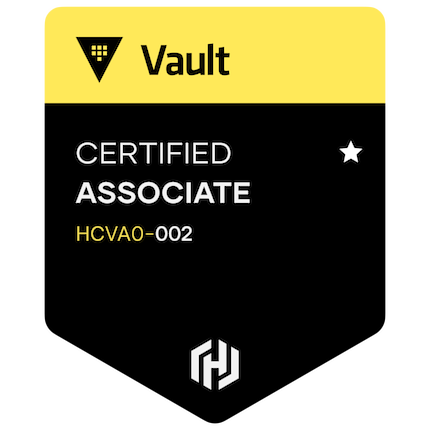 Vault
CERTIFIED
ASSOCIATE
HCVA0-002